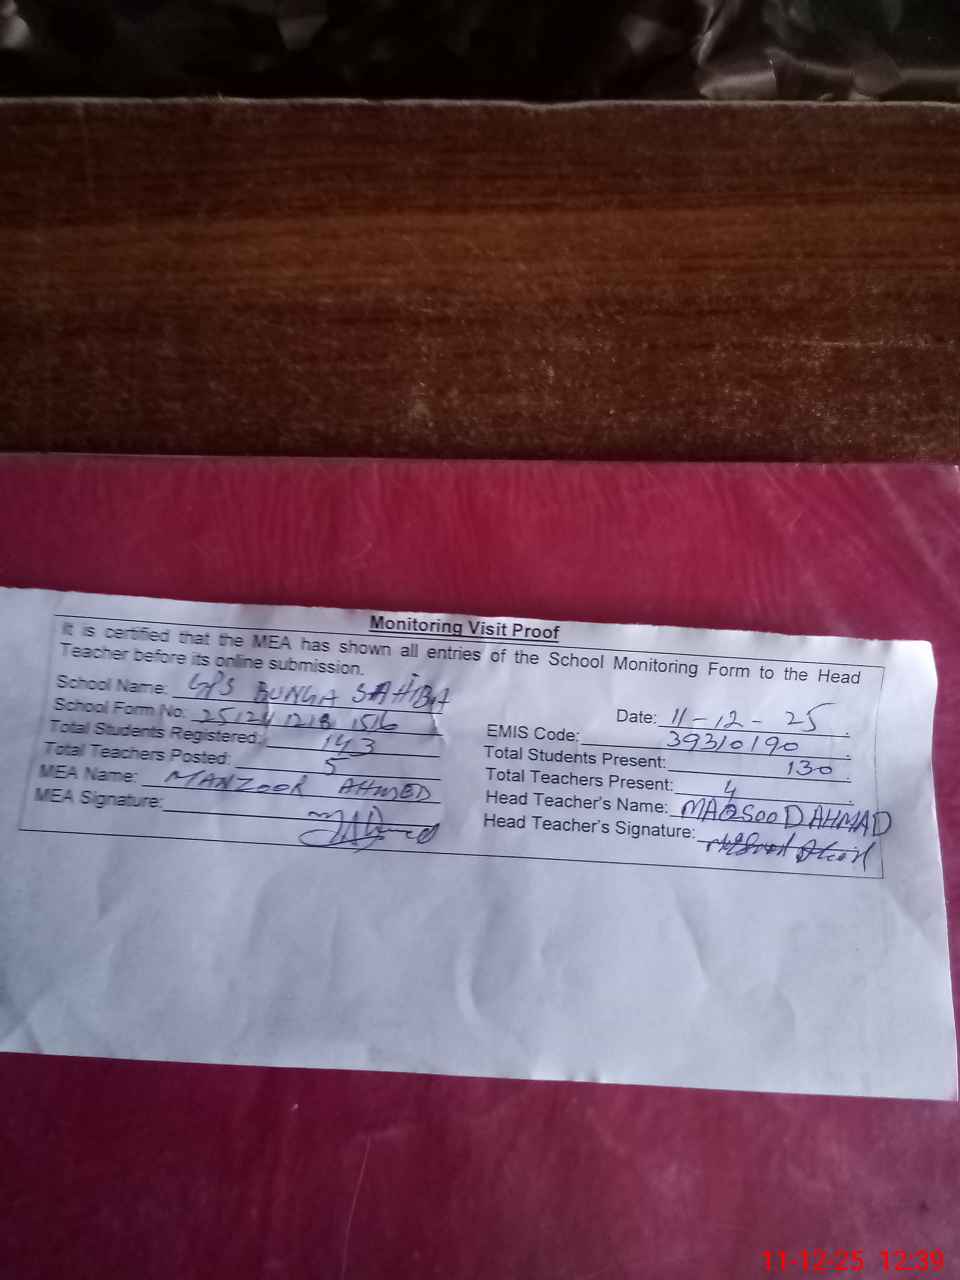 Monitoring Visit Proof
It is certified that the MEA has shown all entries of the School Monitoring Form to the Head
Teacher before its online submission.
School Name: GPS BUNGA SAHIBA
Date: 11-12-25
School Form No:
EMIS Code: 39310190
Total Students Registered: 143
Total Students Present: 130
Total Teachers Posted: 5
Total Teachers Present: 4
MEA Name: MANZOOR AHMED
Head Teacher's Name: MAQSOOD AHMAD
MEA Signature:
Head Teacher's Signature:
11-12-25 12:39